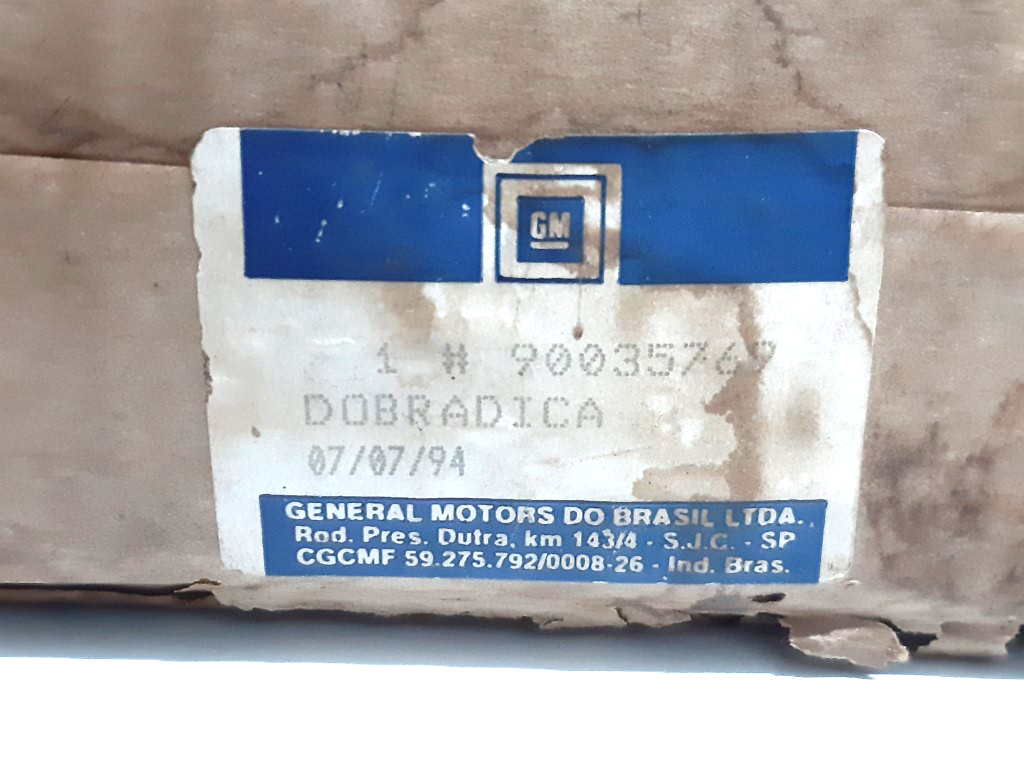 GM
1 # 90035767
DOBRADICA
07/07/94
GENERAL MOTORS DO BRASIL LTDA.
Rod. Pres. Dutra, km 143/4 - S.J.C. - SP
CGCMF 59.275.792/0008-26 - Ind. Bras.